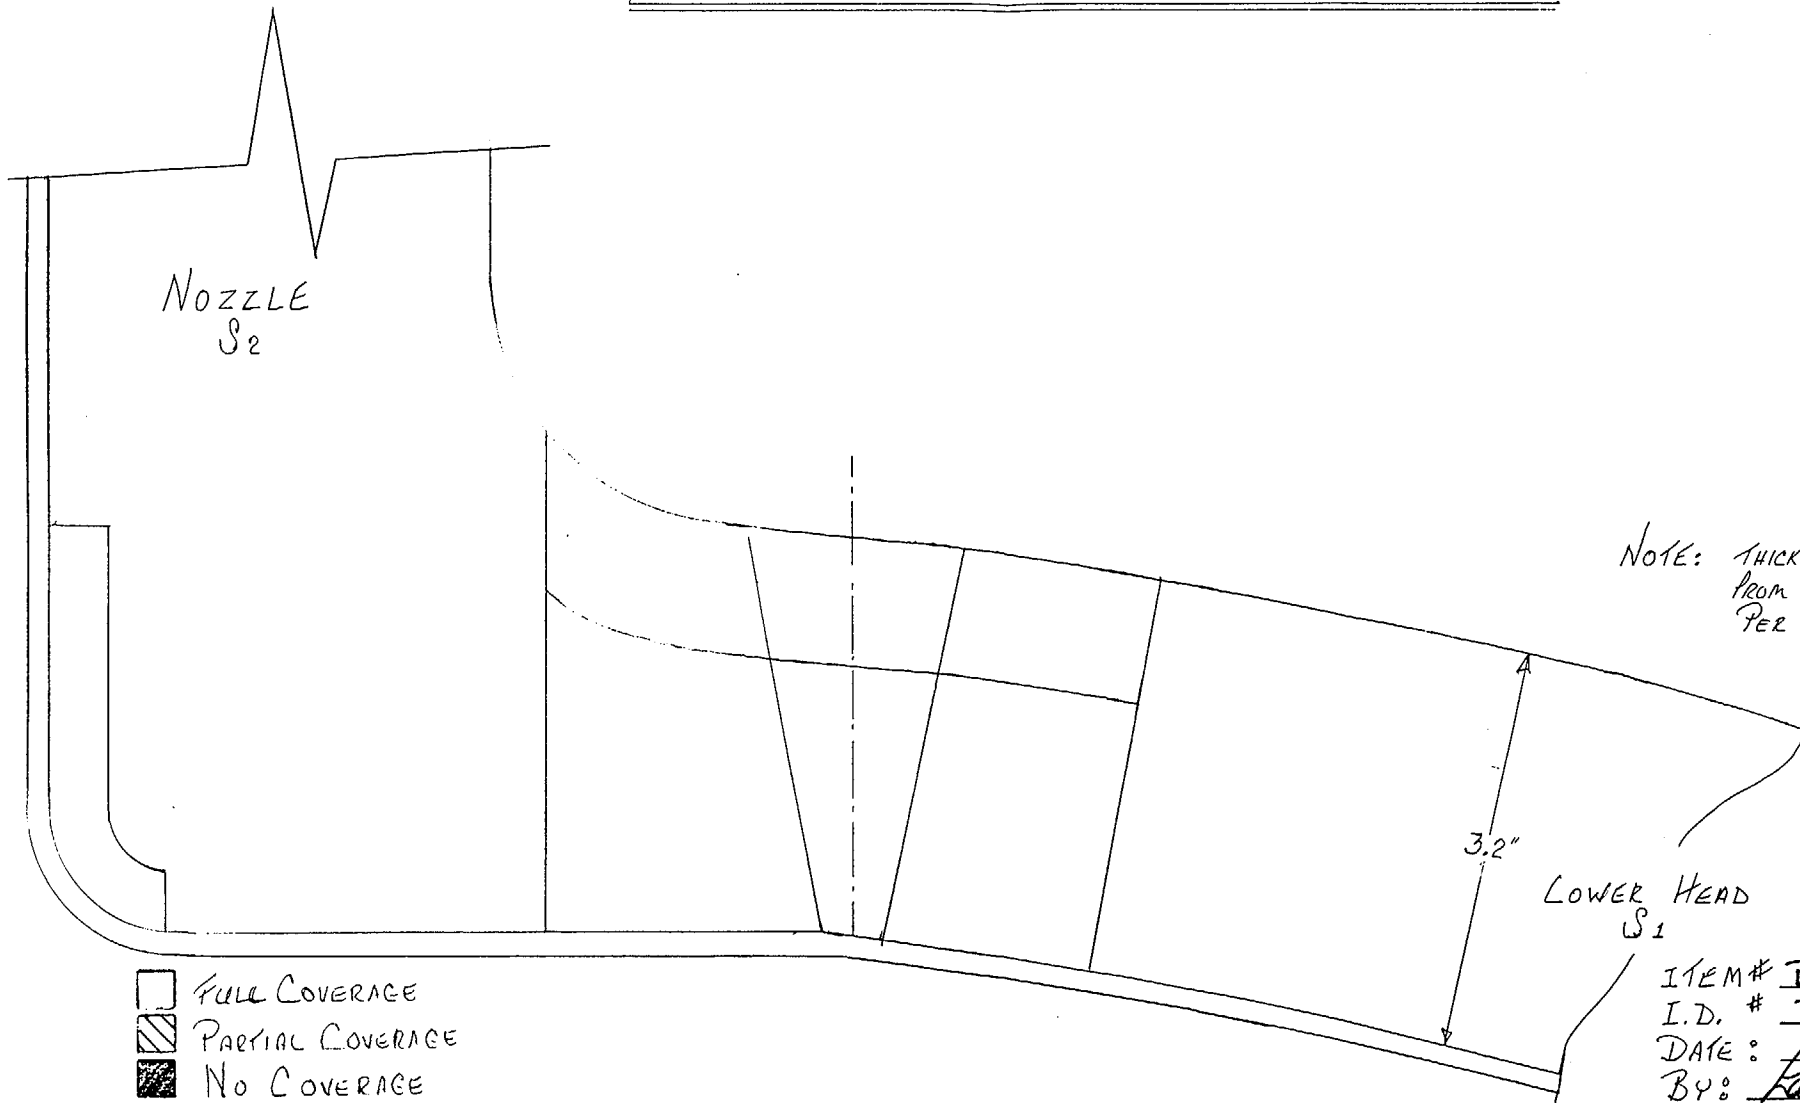 NOZZLE
S2
NOTE: THICK
FROM
PER
3.2"
LOWER HEAD
S1
FULL COVERAGE
PARTIAL COVERAGE
NO COVERAGE
ITEM#
I.D. #
DATE:
BY: